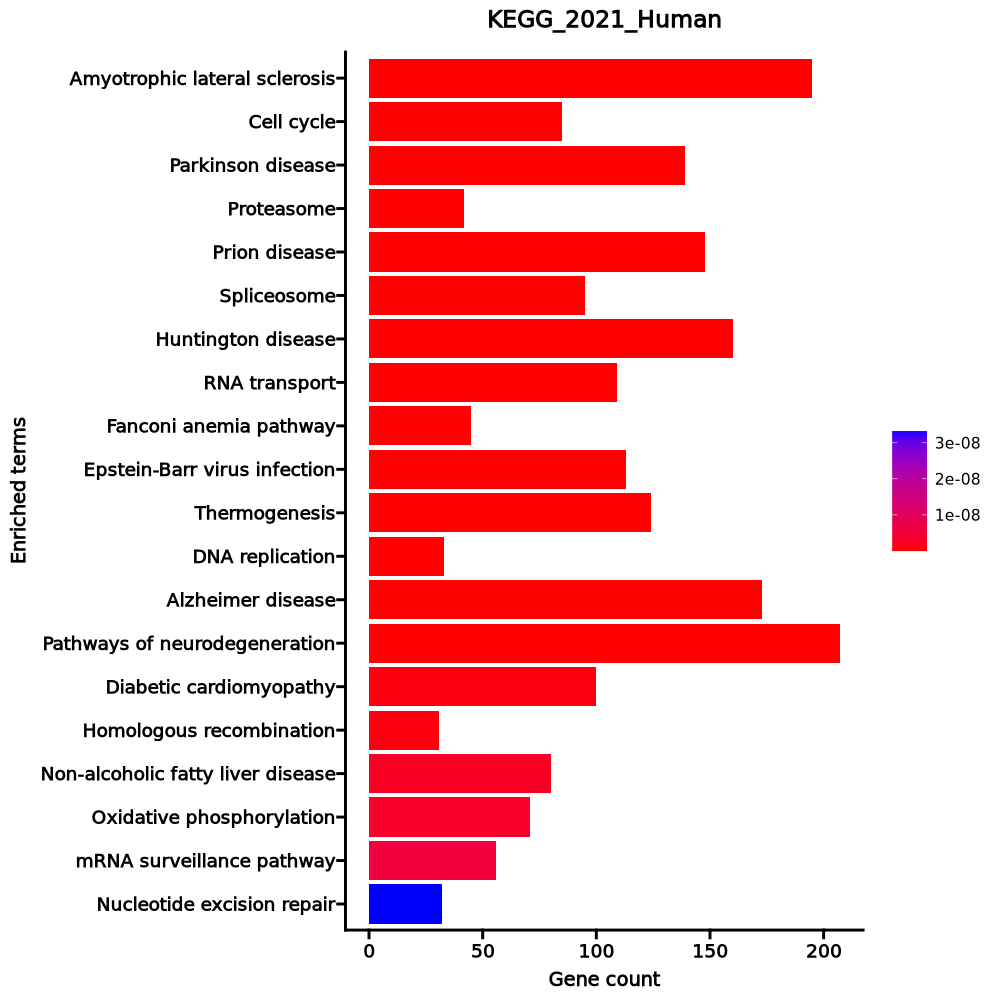 KEGG_2021_Human
Amyotrophic lateral sclerosis
Cell cycle
Parkinson disease
Proteasome
Prion disease
Spliceosome
Huntington disease
RNA transport
Fanconi anemia pathway
Epstein-Barr virus infection
Thermogenesis
DNA replication
Alzheimer disease
Pathways of neurodegeneration
Diabetic cardiomyopathy
Homologous recombination
Non-alcoholic fatty liver disease
Oxidative phosphorylation
mRNA surveillance pathway
Nucleotide excision repair
Enriched terms
0 50 100 150 200
Gene count
3e-08
2e-08
1e-08